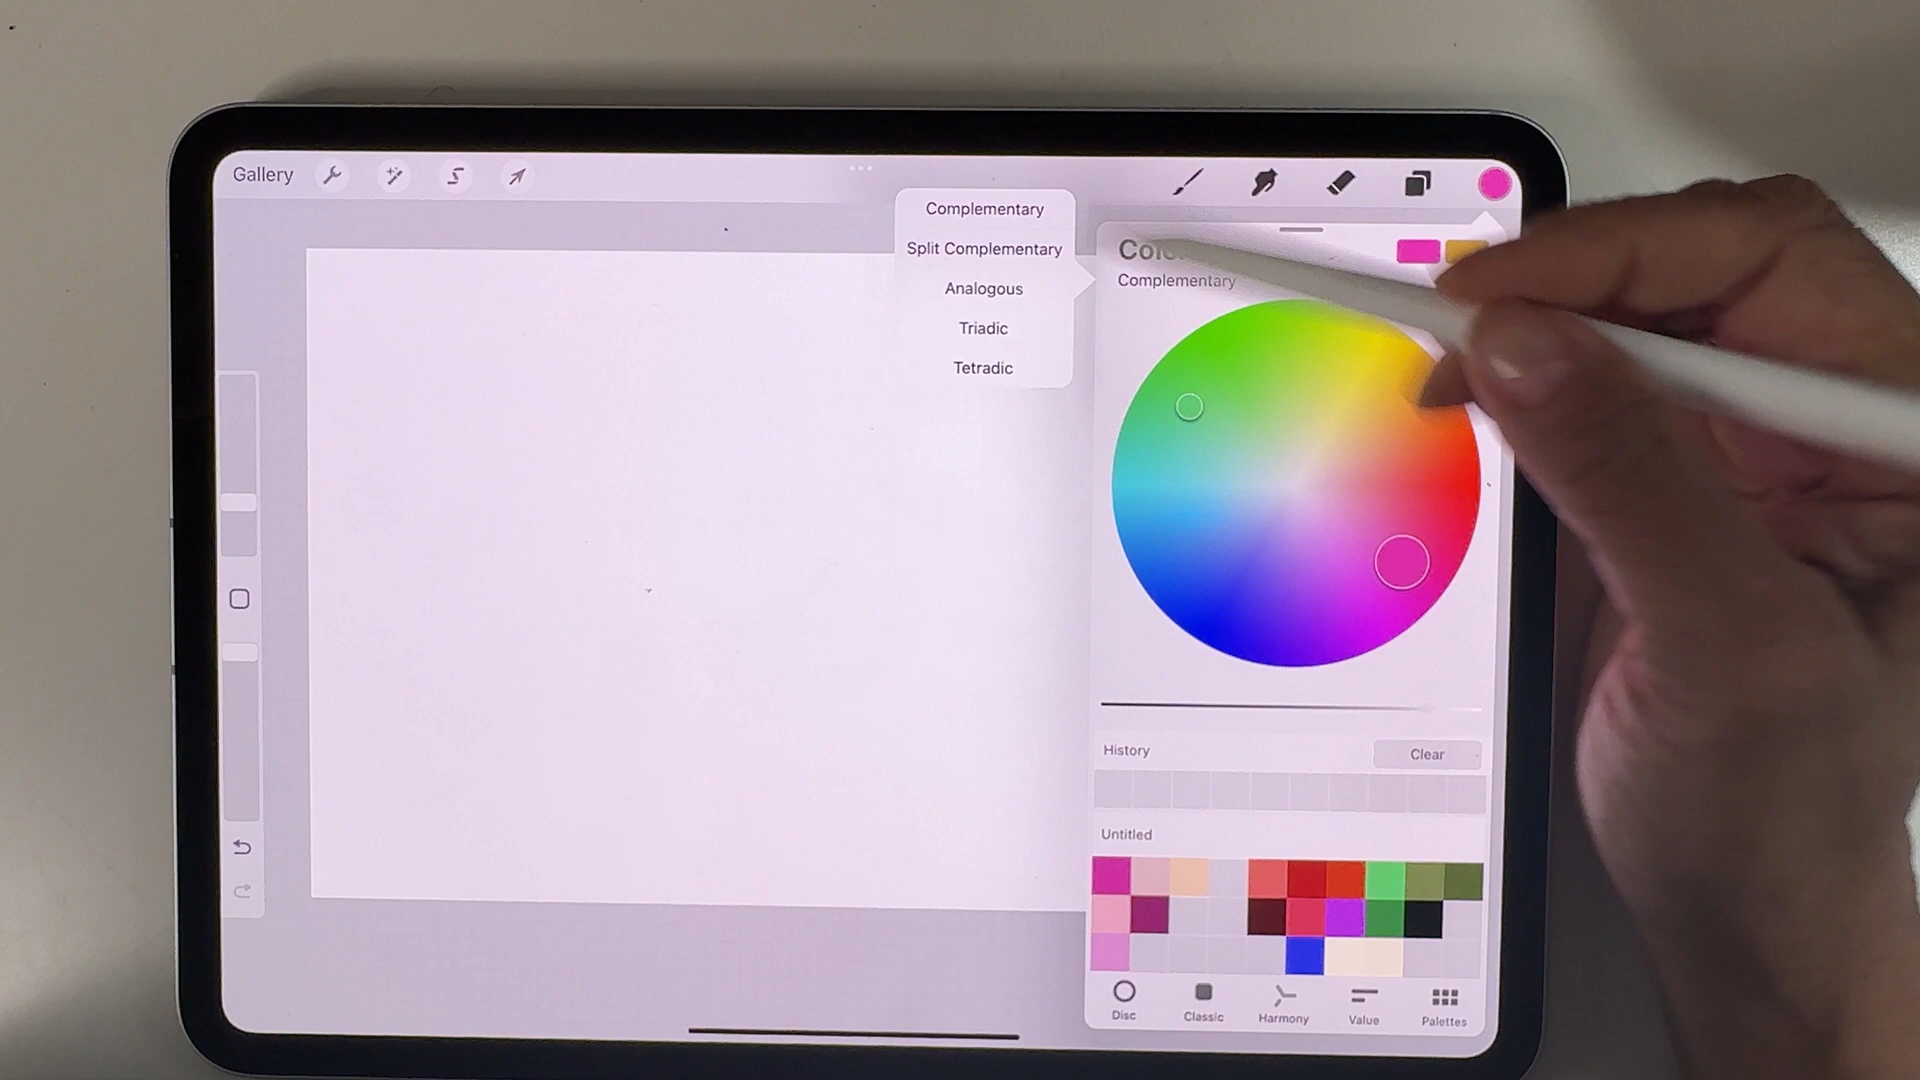 Gallery
Complementary
Split Complementary
Analogous
Triadic
Tetradic
Complementary
History
Clear
Untitled
Disc
Classic
Harmony
Value
Palettes